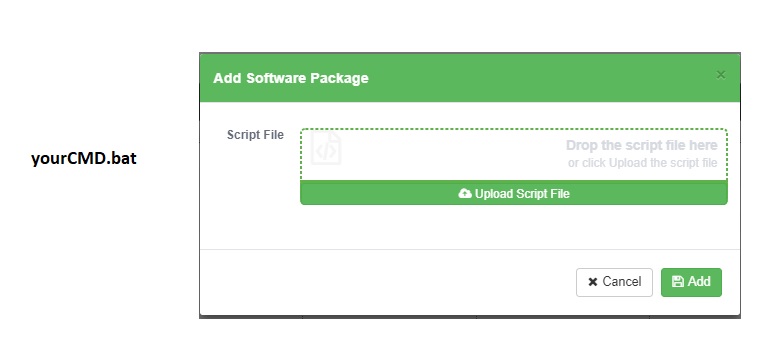 Add Software Package ×
yourCMD.bat
Script File
</>
Drop the script file here
or click Upload the script file
Upload Script File
Cancel
Add